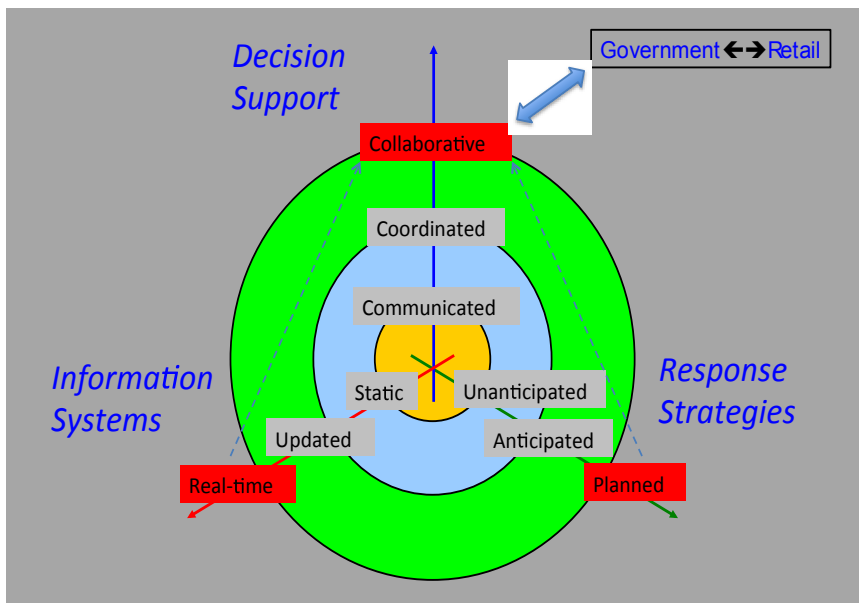 Decision
Support
Government ←→ Retail
Collaborative
Coordinated
Communicated
Information
Systems
Static
Unanticipated
Response
Strategies
Updated
Anticipated
Real-time
Planned